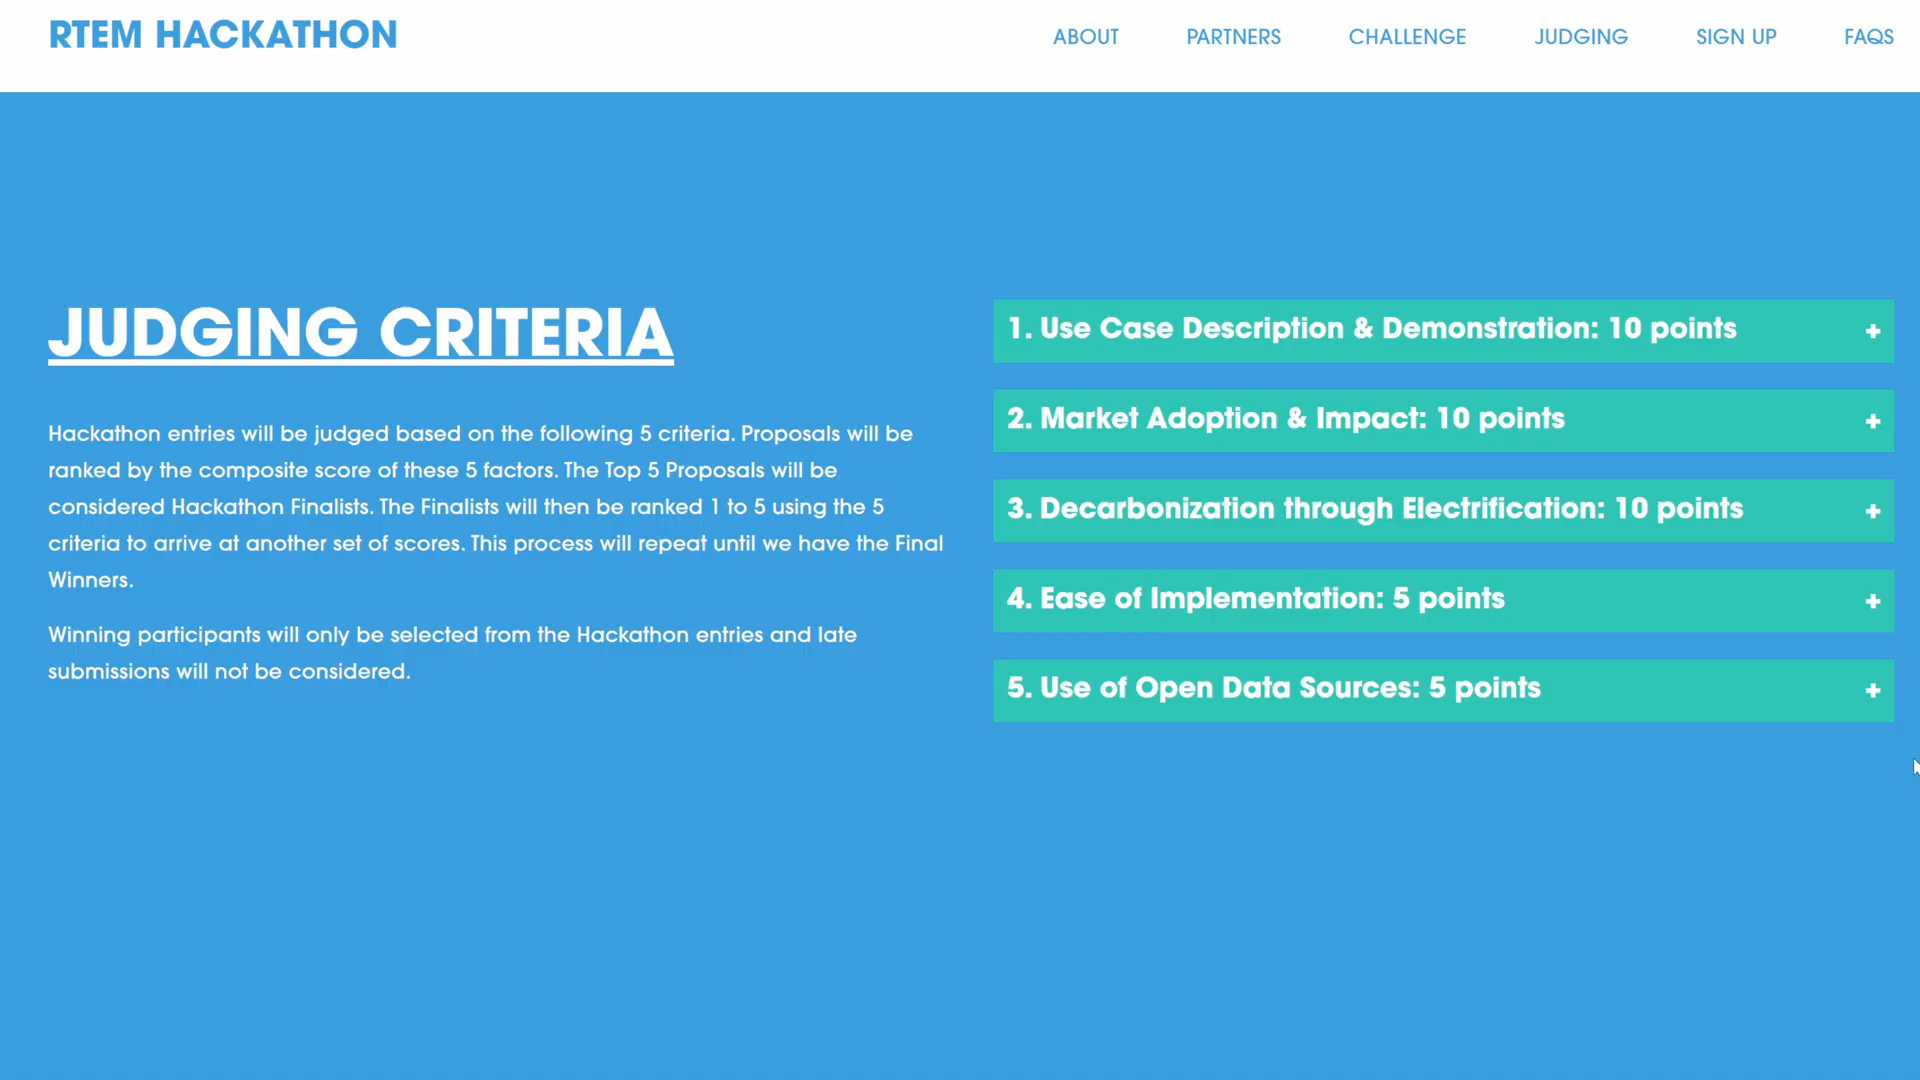 RTEM HACKATHON
ABOUT PARTNERS CHALLENGE JUDGING SIGN UP FAQS
JUDGING CRITERIA
Hackathon entries will be judged based on the following 5 criteria. Proposals will be
ranked by the composite score of these 5 factors. The Top 5 Proposals will be
considered Hackathon Finalists. The Finalists will then be ranked 1 to 5 using the 5
criteria to arrive at another set of scores. This process will repeat until we have the Final
Winners.
Winning participants will only be selected from the Hackathon entries and late
submissions will not be considered.
1. Use Case Description & Demonstration: 10 points +
2. Market Adoption & Impact: 10 points +
3. Decarbonization through Electrification: 10 points +
4. Ease of Implementation: 5 points +
5. Use of Open Data Sources: 5 points +